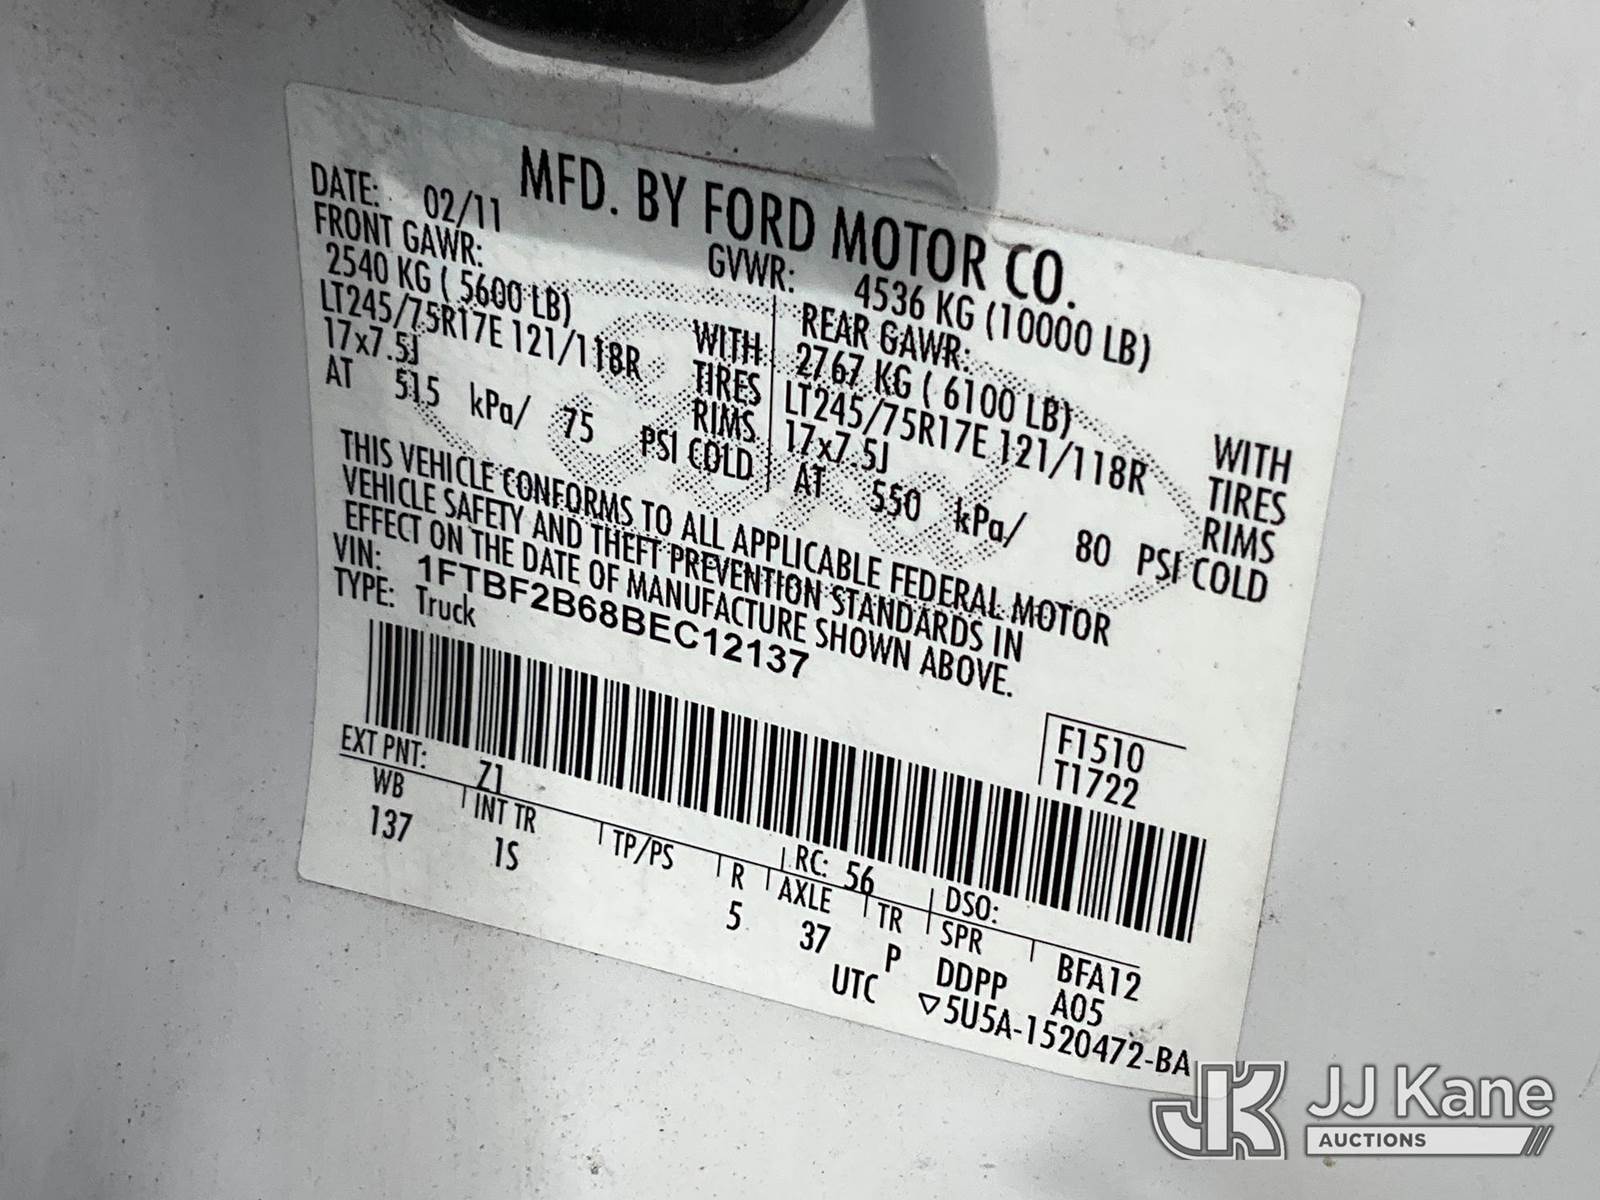 MFD. BY FORD MOTOR CO.
DATE: 02/11 GVWR: 4536 KG (10000 LB)
FRONT GAWR: REAR GAWR:
2540 KG ( 5600 LB) WITH 2767 KG ( 6100 LB) WITH
LT245/75R17E 121/118R TIRES LT245/75R17E 121/118R TIRES
17x7.5J RIMS 17x7.5J RIMS
AT 515 kPa/ 75 PSI COLD AT 550 kPa/ 80 PSI COLD
THIS VEHICLE CONFORMS TO ALL APPLICABLE FEDERAL MOTOR
VEHICLE SAFETY AND THEFT PREVENTION STANDARDS IN
EFFECT ON THE DATE OF MANUFACTURE SHOWN ABOVE.
VIN: 1FTBF2B68BEC12137
TYPE: Truck
F1510
T1722
EXT PNT: Z1 RC: 56 DSO:
WB INT TR TP/PS R AXLE TR SPR BFA12
137 1S 5 37 P DDPP A05
UTC ▽5U5A-1520472-BA
JK JJ Kane
AUCTIONS